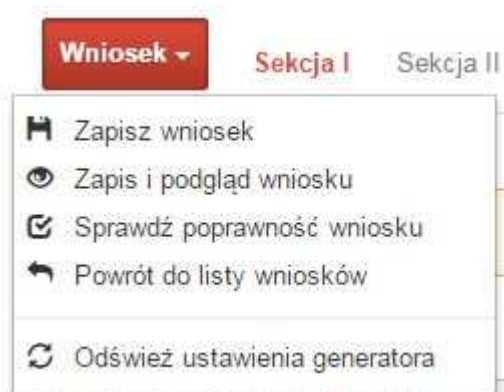 Wniosek Sekcja I Sekcja II
Zapisz wniosek
Zapis i podgląd wniosku
Sprawdź poprawność wniosku
Powrót do listy wniosków
Odśwież ustawienia generatora